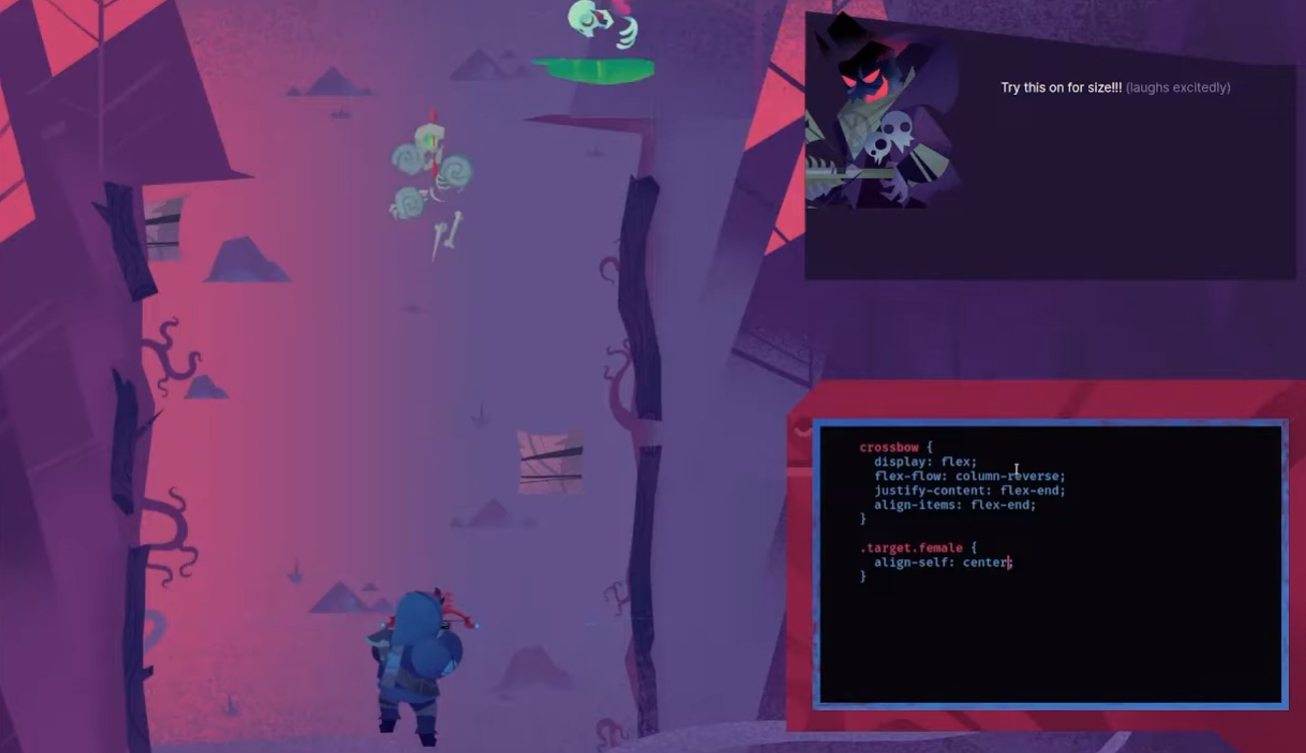 Try this on for size!!! (laughs excitedly)
crossbow {
display: flex;
flex-flow: column-reverse;
justify-content: flex-end;
align-items: flex-end;
}
.target.female {
align-self: center;
}